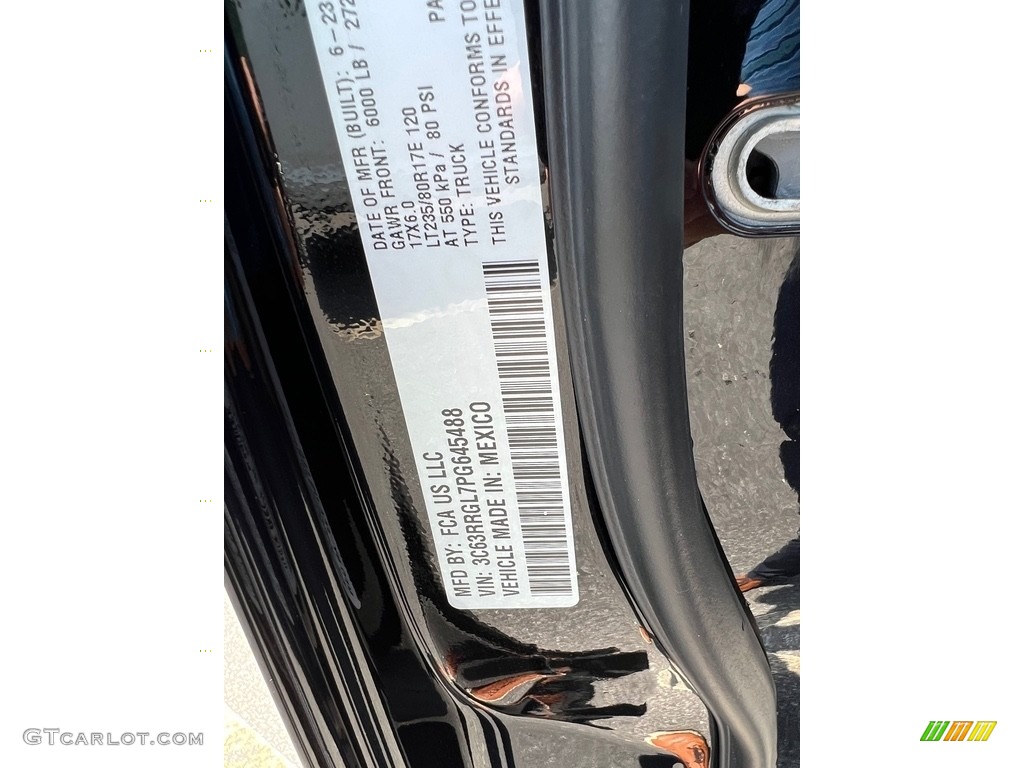 MFD BY: FCA US LLC
VIN: 3C63RRGL7PG645488
VEHICLE MADE IN: MEXICO
DATE OF MFR (BUILT): 6-23
GAWR FRONT: 6000 LB / 272
17X6.0
LT235/80R17E 120
AT 550 kPa / 80 PSI PA
TYPE: TRUCK
THIS VEHICLE CONFORMS TO
STANDARDS IN EFFE
GTCARLOT.COM